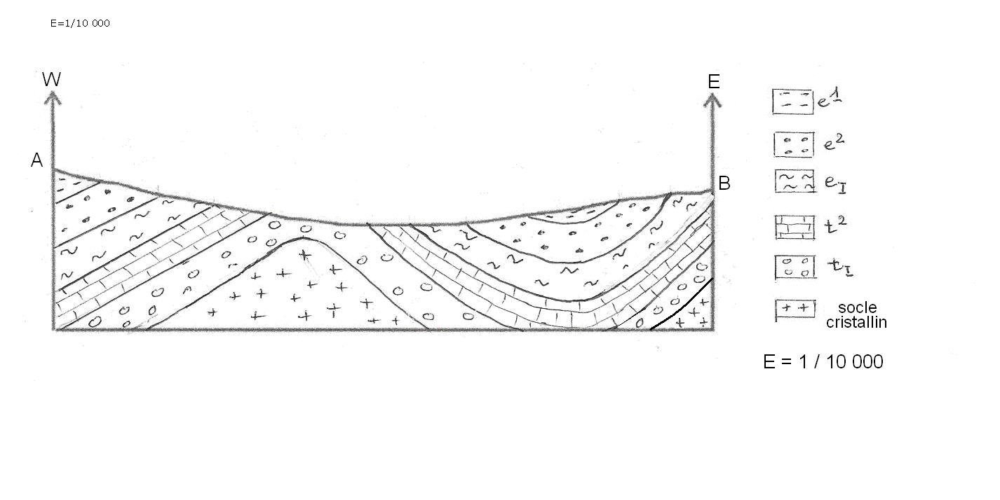 E=1/10 000
W
E
A
B
e1
e2
eI
t2
tI
socle
cristallin
E = 1 / 10 000